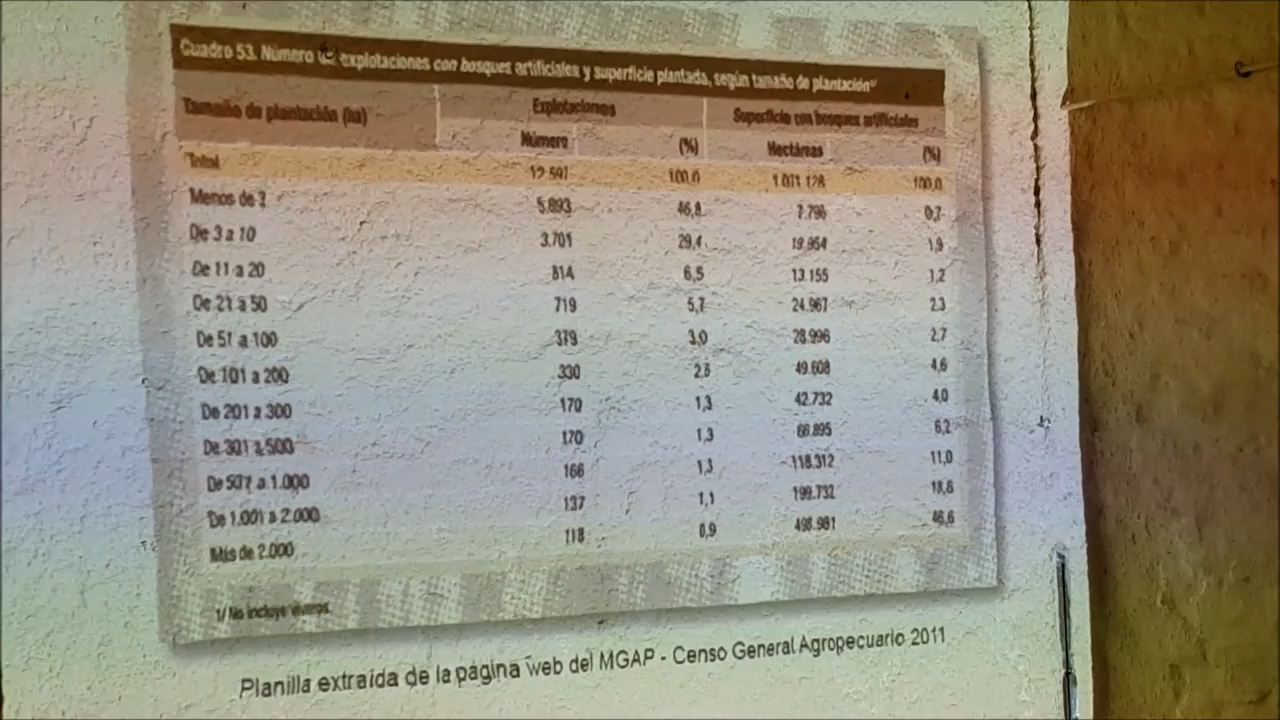 Cuadro 53. Número de explotaciones con bosques artificiales y superficie plantada, según tamaño de plantación 1/
Tamaño de plantación (ha) Explotaciones Superficie con bosques artificiales
Número (%) Hectáreas (%)
Total 12.597 100,0 1.071.128 100,0
Menos de 3 5.893 46,8 7.796 0,7
De 3 a 10 3.701 29,4 19.954 1,9
De 11 a 20 814 6,5 13.155 1,2
De 21 a 50 719 5,7 24.967 2,3
De 51 a 100 379 3,0 28.996 2,7
De 101 a 200 330 2,6 49.608 4,6
De 201 a 300 170 1,3 42.732 4,0
De 301 a 500 170 1,3 66.895 6,2
De 501 a 1.000 166 1,3 118.312 11,0
De 1.001 a 2.000 137 1,1 199.732 18,6
Más de 2.000 118 0,9 498.981 46,6
1/ No incluye viveros.
Planilla extraída de la página web del MGAP - Censo General Agropecuario 2011